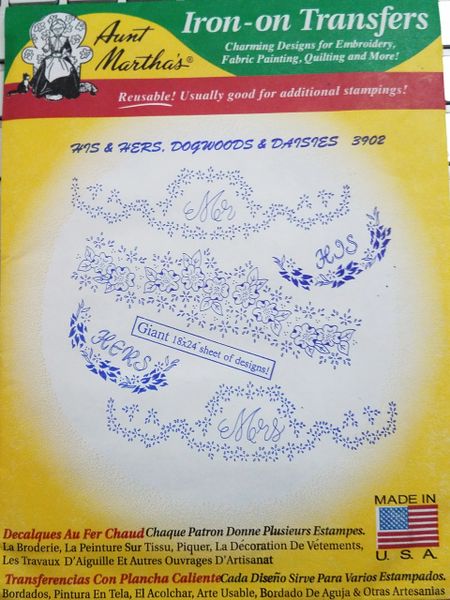 Aunt
Martha's®
Iron-on Transfers
Charming Designs for Embroidery,
Fabric Painting, Quilting and More!
Reusable! Usually good for additional stampings!
HIS & HERS, DOGWOODS & DAISIES 3902
Mr
HIS
HERS
Giant 18x24" sheet of designs!
Mrs
MADE IN
U. S. A.
Decalques Au Fer Chaud Chaque Patron Donne Plusieurs Estampes.
La Broderie, La Peinture Sur Tissu, Piquer, La Décoration De Vétements,
Les Travaux D'Aiguille Et Autres Ouvrages D'Artisanat
Transferencias Con Plancha Caliente Cada Diseño Sirve Para Varios Estampados.
Bordados, Pintura En Tela, El Acolchar, Arte Usable, Bordado De Aguja & Otras Artesanias